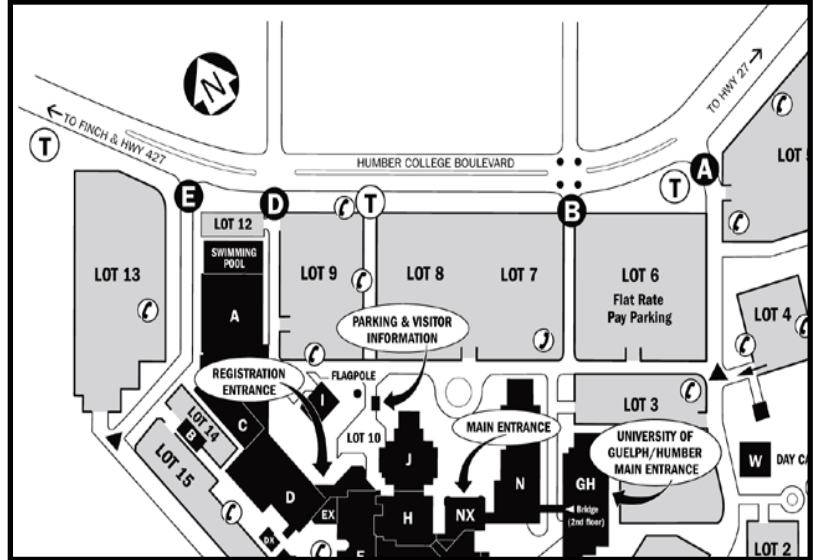 N
TO HWY 27
TO FINCH & HWY 427
T
HUMBER COLLEGE BOULEVARD
A
T
LOT
E
D
T
B
LOT 12
SWIMMING
POOL
LOT 13
LOT 9
LOT 8
LOT 7
LOT 6
Flat Rate
Pay Parking
LOT 4
A
PARKING & VISITOR
INFORMATION
REGISTRATION
ENTRANCE
FLAGPOLE
I
LOT 3
LOT 14
B
C
LOT 10
MAIN ENTRANCE
UNIVERSITY OF
GUELPH/HUMBER
MAIN ENTRANCE
J
LOT 15
W
DAY CA
D
EX
H
NX
N
GH
Bridge
(2nd floor)
DX
LOT 2